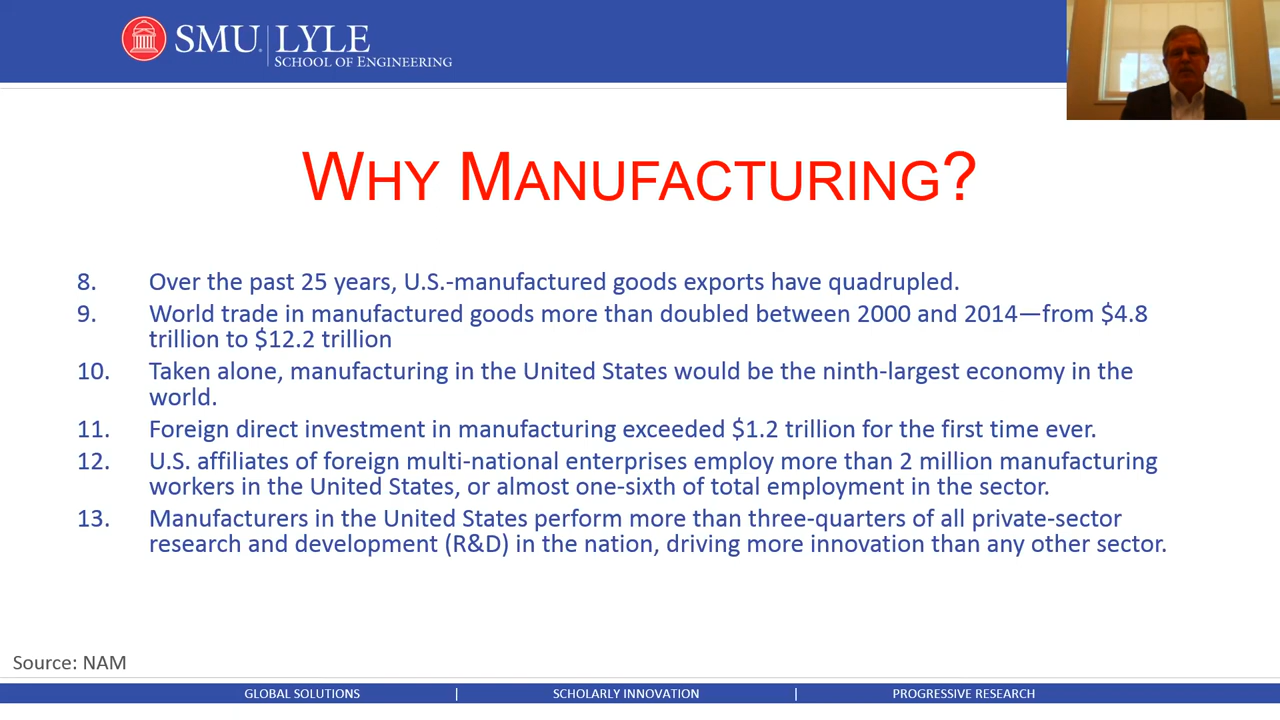 SMU LYLE
SCHOOL OF ENGINEERING
WHY MANUFACTURING?
8. Over the past 25 years, U.S.-manufactured goods exports have quadrupled.
9. World trade in manufactured goods more than doubled between 2000 and 2014—from $4.8
trillion to $12.2 trillion
10. Taken alone, manufacturing in the United States would be the ninth-largest economy in the
world.
11. Foreign direct investment in manufacturing exceeded $1.2 trillion for the first time ever.
12. U.S. affiliates of foreign multi-national enterprises employ more than 2 million manufacturing
workers in the United States, or almost one-sixth of total employment in the sector.
13. Manufacturers in the United States perform more than three-quarters of all private-sector
research and development (R&D) in the nation, driving more innovation than any other sector.
Source: NAM
GLOBAL SOLUTIONS | SCHOLARLY INNOVATION | PROGRESSIVE RESEARCH